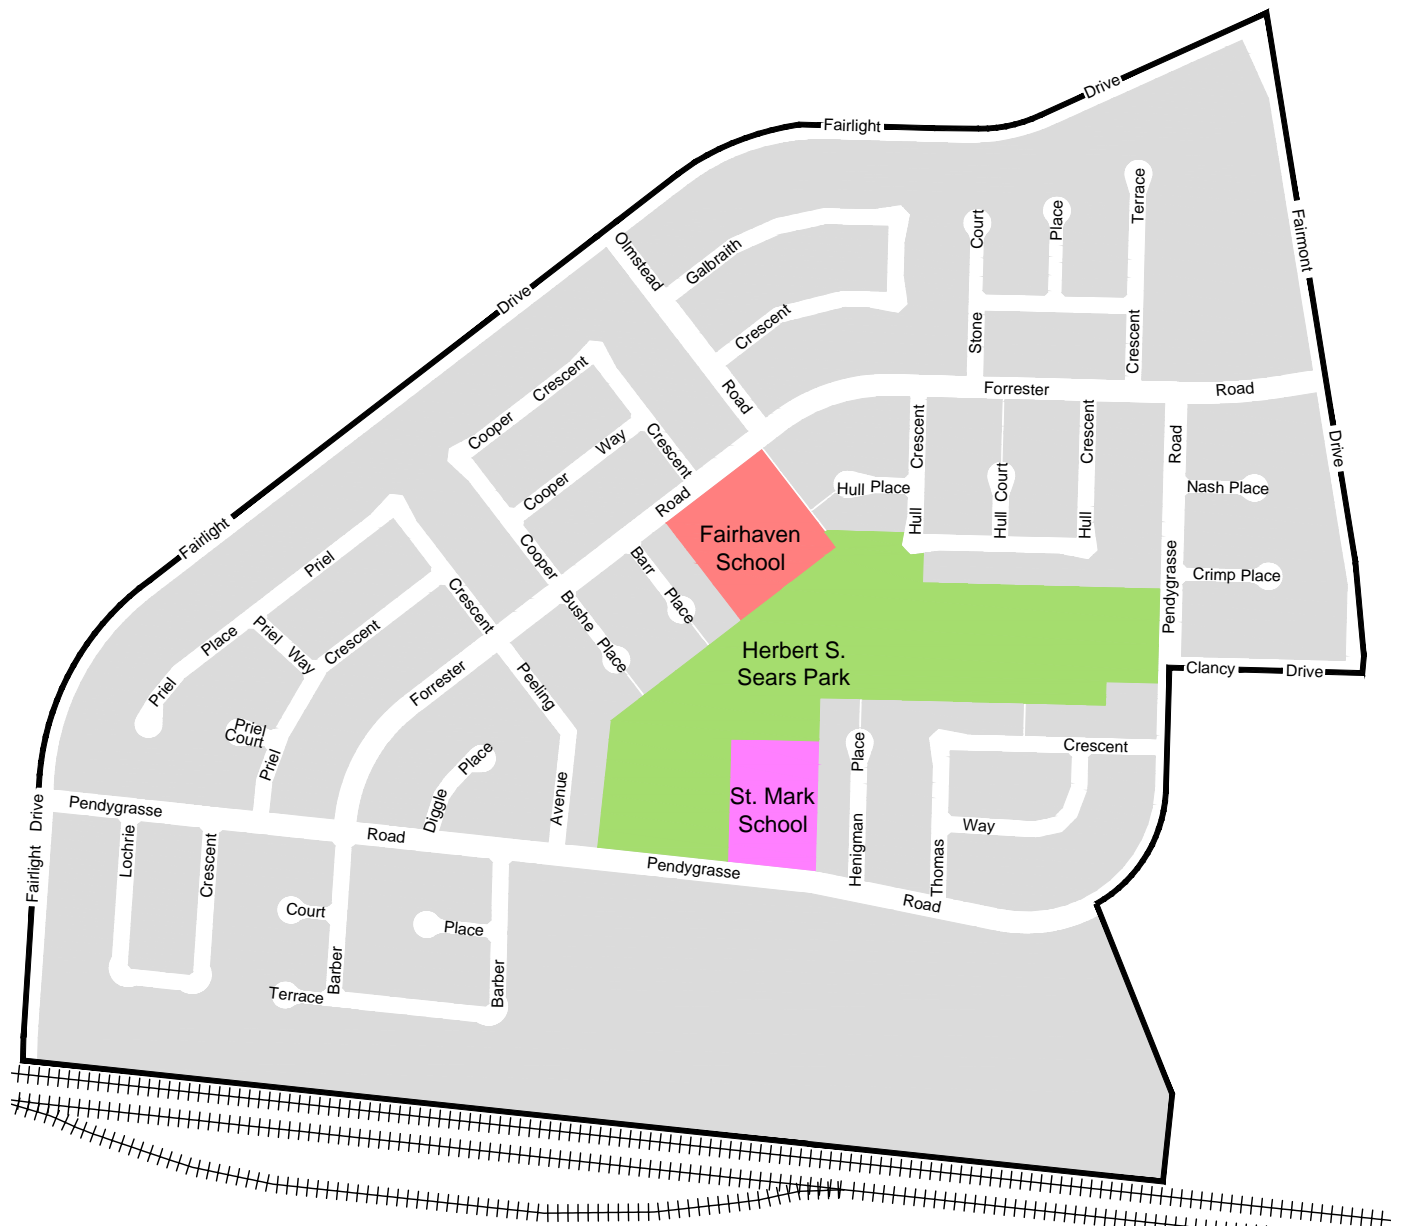 Drive
Fairlight
Terrace
Place
Court
Fairmont
Olmstead
Galbraith
Drive
Crescent
Stone
Crescent
Forrester
Road
Road
Cooper
Crescent
Cooper
Way
Crescent
Road
Crescent
Crescent
Road
Drive
Hull Place
Hull
Hull Court
Hull
Nash Place
Fairhaven
School
Fairlight
Priel
Cooper
Barr
Place
Pendygrasse
Crimp Place
Crescent
Bushe
Place
Priel
Place
Priel
Way
Crescent
Herbert S.
Sears Park
Clancy
Drive
Forrester
Peeling
Priel
Court
Priel
Place
Diggle
Avenue
Place
Crescent
Drive
Pendygrasse
Road
St. Mark
School
Way
Fairlight
Lochrie
Crescent
Pendygrasse
Henigman
Thomas
Road
Court
Place
Barber
Terrace
Barber